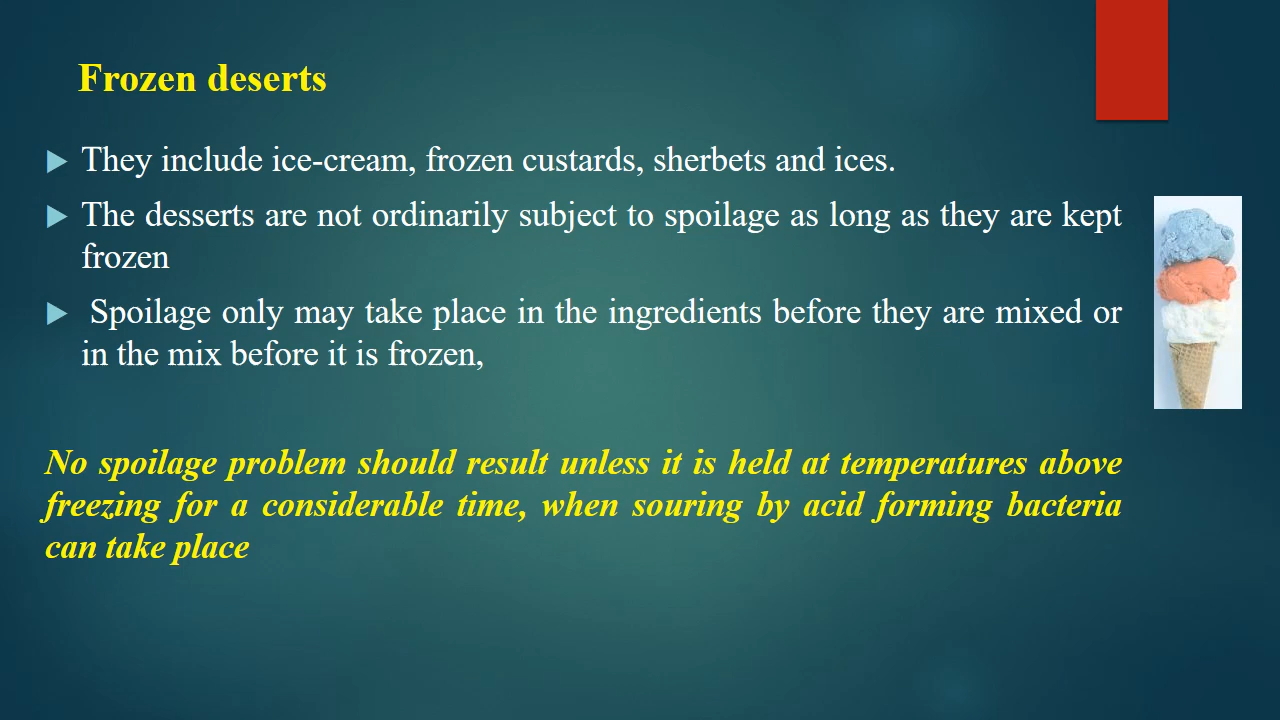 Frozen deserts
They include ice-cream, frozen custards, sherbets and ices.
The desserts are not ordinarily subject to spoilage as long as they are kept
frozen
Spoilage only may take place in the ingredients before they are mixed or
in the mix before it is frozen,
No spoilage problem should result unless it is held at temperatures above
freezing for a considerable time, when souring by acid forming bacteria
can take place